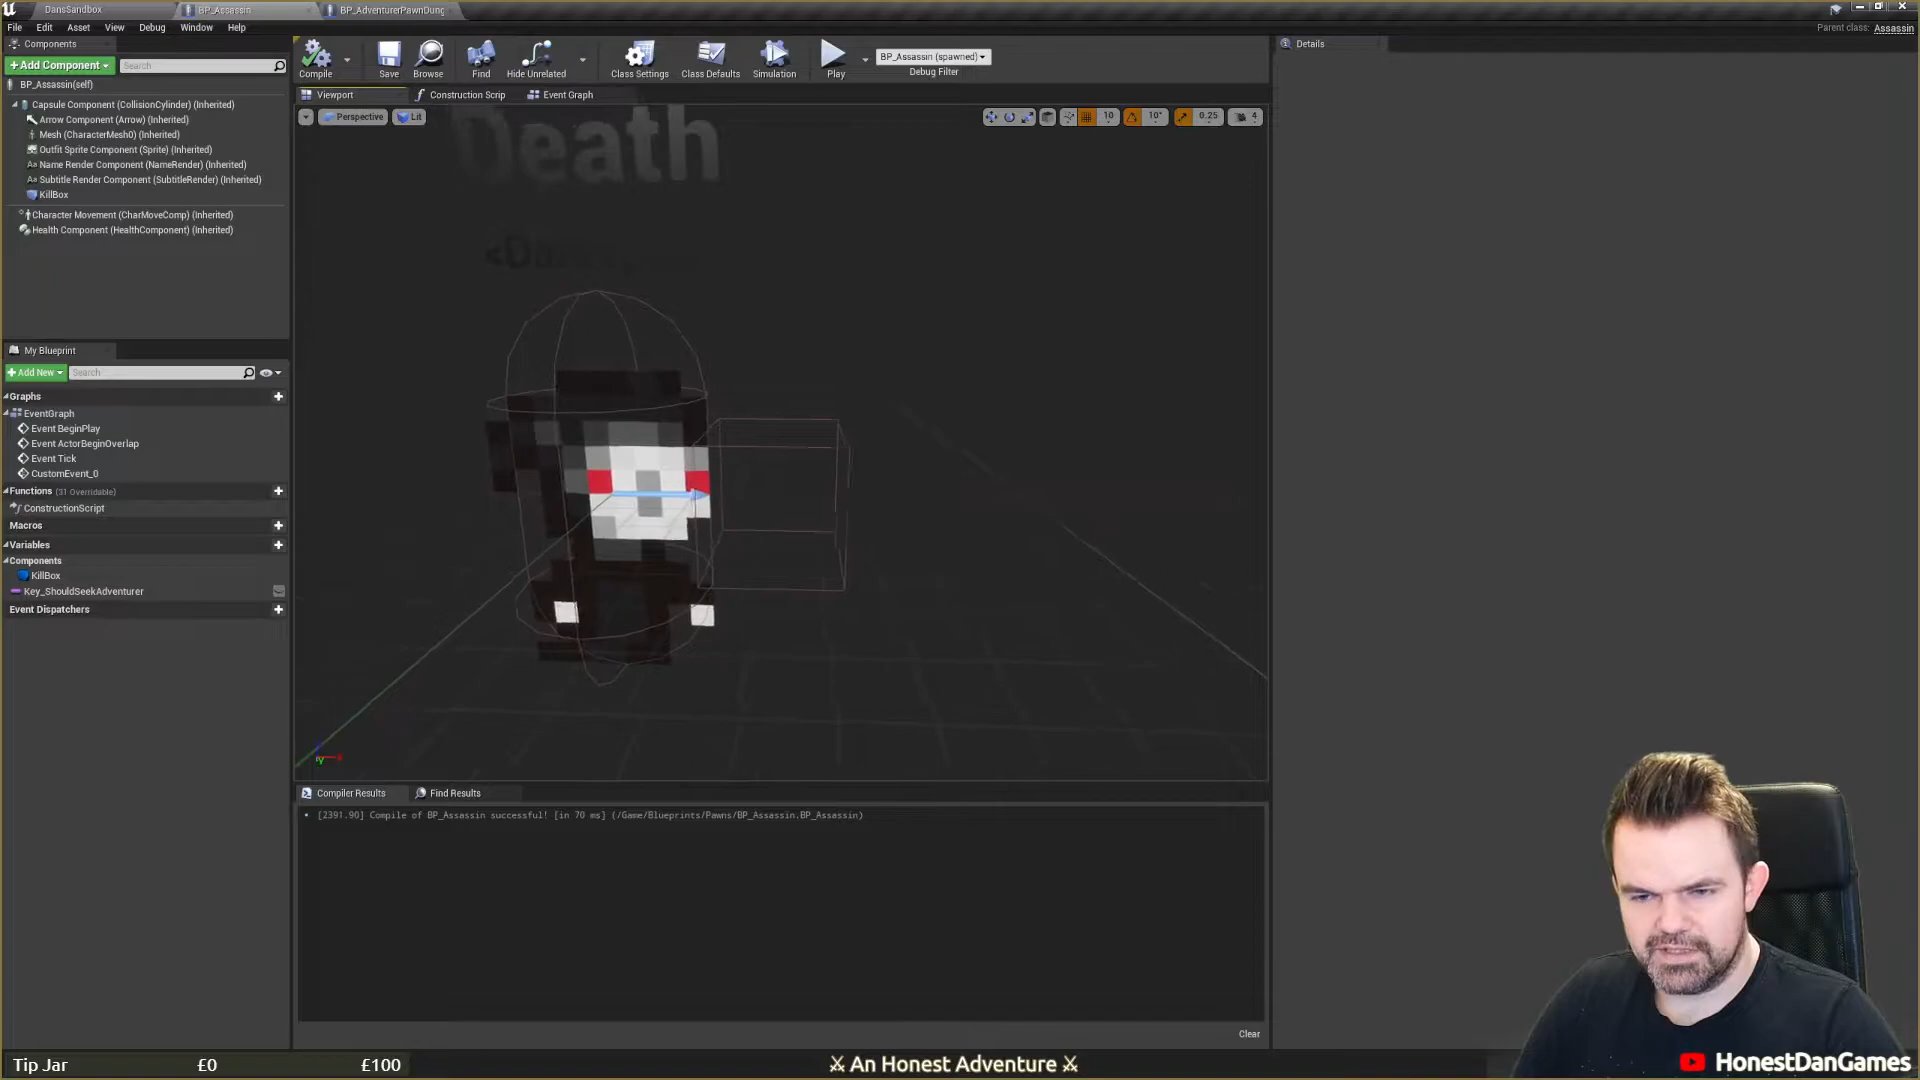 DansSandbox
BP_Assassin
BP_AdventurerPawnDung
File Edit Asset View Debug Window Help
Parent class: Assassin
Components
+Add Component
Search
BP_Assassin(self)
Capsule Component (CollisionCylinder) (Inherited)
Arrow Component (Arrow) (Inherited)
Mesh (CharacterMesh0) (Inherited)
Outfit Sprite Component (Sprite) (Inherited)
Aa Name Render Component (NameRender) (Inherited)
Aa Subtitle Render Component (SubtitleRender) (Inherited)
KillBox
Character Movement (CharMoveComp) (Inherited)
Health Component (HealthComponent) (Inherited)
My Blueprint
+Add New
Search
Graphs
EventGraph
Event BeginPlay
Event ActorBeginOverlap
Event Tick
CustomEvent_0
Functions (31 Overridable)
ConstructionScript
Macros
Variables
Components
KillBox
Key_ShouldSeekAdventurer
Event Dispatchers
Compile
Save
Browse
Find
Hide Unrelated
Class Settings
Class Defaults
Simulation
Play
BP_Assassin (spawned)
Debug Filter
Viewport
Construction Scrip
Event Graph
Perspective
Lit
10
10°
0.25
4
Death
Compiler Results
Find Results
• [2391.90] Compile of BP_Assassin successful! [in 70 ms] (/Game/Blueprints/Pawns/BP_Assassin.BP_Assassin)
Clear
Details
Tip Jar £0 £100
⚔ An Honest Adventure ⚔
HonestDanGames